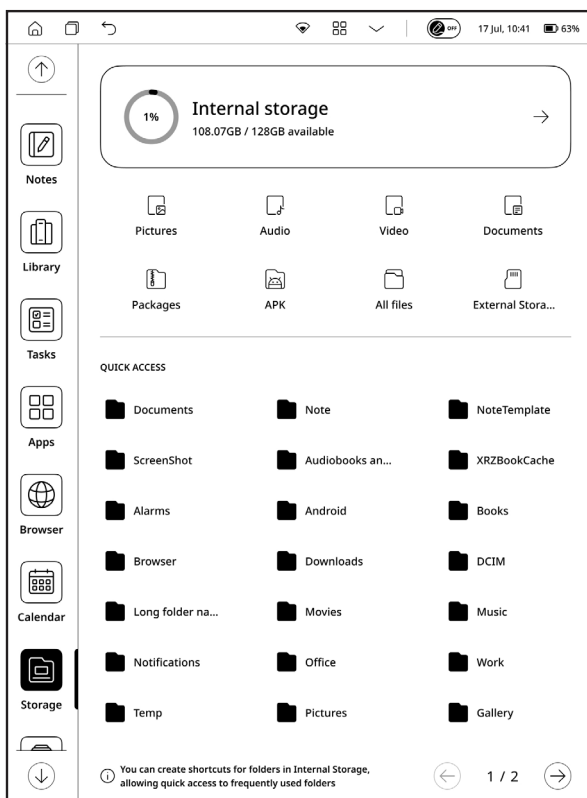 OFF 17 Jul, 10:41 63%
Notes
Library
Tasks
Apps
Browser
Calendar
Storage
1% Internal storage
108.07GB / 128GB available
Pictures Audio Video Documents
Packages APK All files External Stora...
QUICK ACCESS
Documents Note NoteTemplate
ScreenShot Audiobooks an... XRZBookCache
Alarms Android Books
Browser Downloads DCIM
Long folder na... Movies Music
Notifications Office Work
Temp Pictures Gallery
You can create shortcuts for folders in Internal Storage,
allowing quick access to frequently used folders
1 / 2